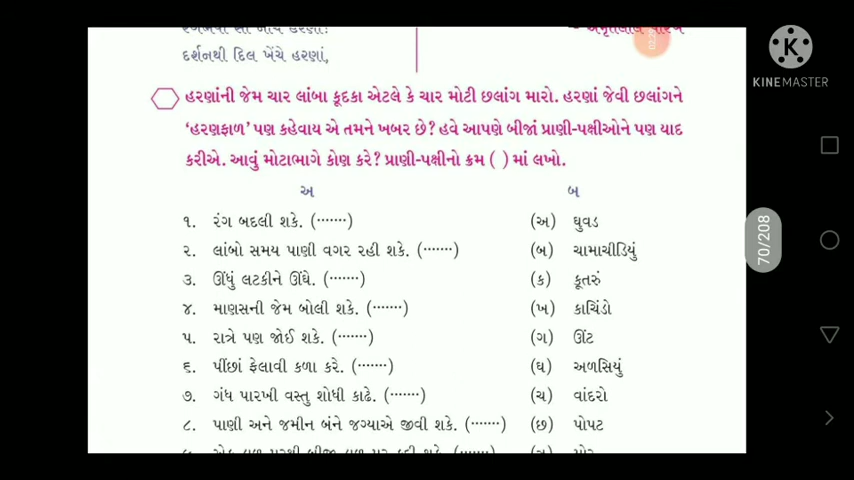 દર્શનથી દિલ ખેંચે હરણાં,
હરણાંની જેમ ચાર લાંબા કૂદકા એટલે કે ચાર મોટી છલાંગ મારો. હરણાં જેવી છલાંગને
‘હરણફાળ’ પણ કહેવાય એ તમને ખબર છે? હવે આપણે બીજાં પ્રાણી-પક્ષીઓને પણ યાદ
કરીએ. આવું મોટાભાગે કોણ કરે? પ્રાણી-પક્ષીનો ક્રમ ( ) માં લખો.
અ બ
૧. રંગ બદલી શકે. (.......) (અ) ઘુવડ
૨. લાંબો સમય પાણી વગર રહી શકે. (.......) (બ) ચામાચીડિયું
૩. ઊંધું લટકીને ઊંઘે. (.......) (ક) કૂતરું
૪. માણસની જેમ બોલી શકે. (.......) (ખ) કાચિંડો
૫. રાત્રે પણ જોઈ શકે. (.......) (ગ) ઊંટ
૬. પીંછાં ફેલાવી કળા કરે. (.......) (ઘ) અળસિયું
૭. ગંધ પારખી વસ્તુ શોધી કાઢે. (.......) (ચ) વાંદરો
૮. પાણી અને જમીન બંને જગ્યાએ જીવી શકે. (.......) (છ) પોપટ
70/208
KINEMASTER